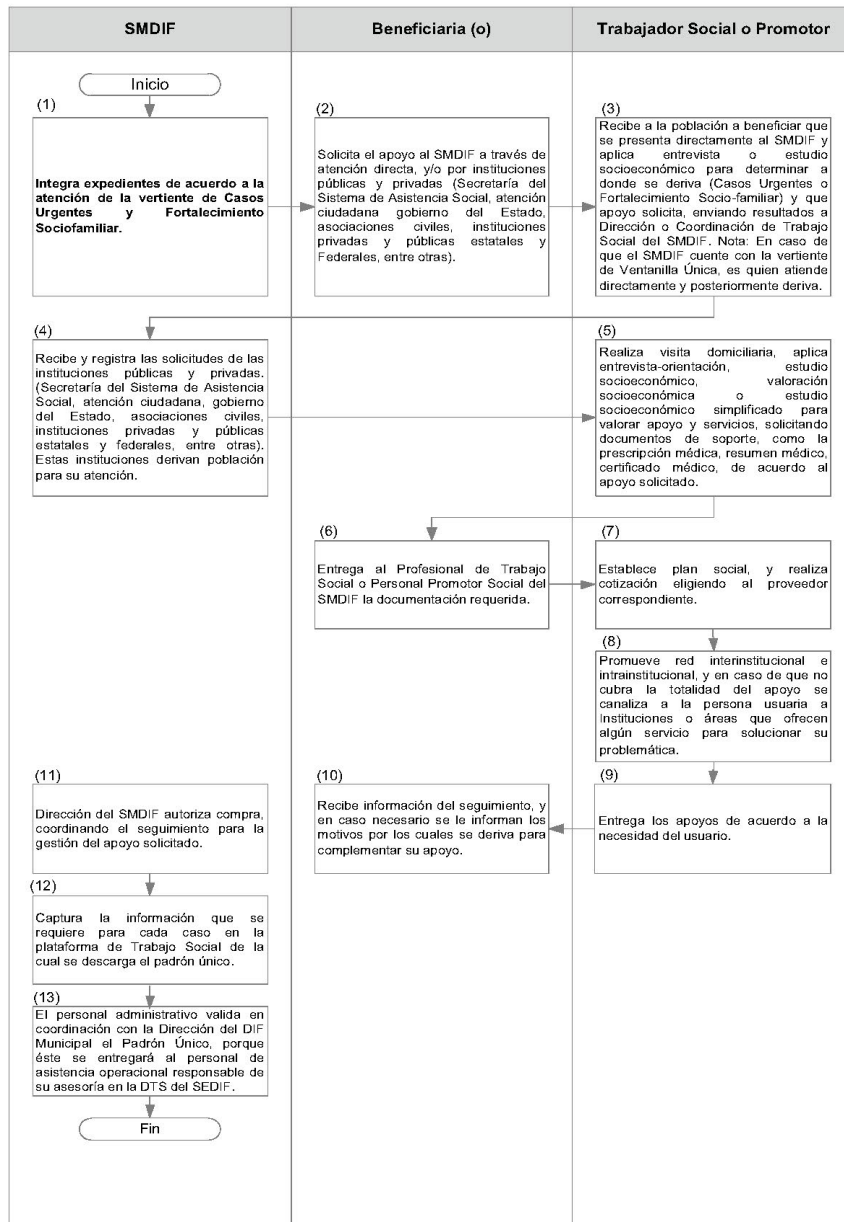 SMDIF
Beneficiaria (o)
Trabajador Social o Promotor
Inicio
(1)
Integra expedientes de acuerdo a la
atención de la vertiente de Casos
Urgentes y Fortalecimiento
Sociofamiliar.
(2)
Solicita el apoyo al SMDIF a través de
atención directa, y/o por instituciones
públicas y privadas (Secretaría del
Sistema de Asistencia Social, atención
ciudadana gobierno del Estado,
asociaciones civiles, instituciones
privadas y públicas estatales y
Federales, entre otras).
(3)
Recibe a la población a beneficiar que
se presenta directamente al SMDIF y
aplica entrevista o estudio
socioeconómico para determinar a
donde se deriva (Casos Urgentes o
Fortalecimiento Socio-familiar) y que
apoyo solicita, enviando resultados a
Dirección o Coordinación de Trabajo
Social del SMDIF. Nota: En caso de
que el SMDIF cuente con la vertiente
de Ventanilla Única, es quien atiende
directamente y posteriormente deriva.
(4)
Recibe y registra las solicitudes de las
instituciones públicas y privadas.
(Secretaría del Sistema de Asistencia
Social, atención ciudadana, gobierno
del Estado, asociaciones civiles,
instituciones privadas y públicas
estatales y federales, entre otras).
Estas instituciones derivan población
para su atención.
(5)
Realiza visita domiciliaria, aplica
entrevista-orientación, estudio
socioeconómico, valoración
socioeconómica o estudio
socioeconómico simplificado para
valorar apoyo y servicios, solicitando
documentos de soporte, como la
prescripción médica, resumen médico,
certificado médico, de acuerdo al
apoyo solicitado.
(6)
Entrega al Profesional de Trabajo
Social o Personal Promotor Social del
SMDIF la documentación requerida.
(7)
Establece plan social, y realiza
cotización eligiendo al proveedor
correspondiente.
(8)
Promueve red interinstitucional e
intrainstitucional, y en caso de que no
cubra la totalidad del apoyo se
canaliza a la persona usuaria a
Instituciones o áreas que ofrecen
algún servicio para solucionar su
problemática.
(9)
Entrega los apoyos de acuerdo a la
necesidad del usuario.
(10)
Recibe información del seguimiento, y
en caso necesario se le informan los
motivos por los cuales se deriva para
complementar su apoyo.
(11)
Dirección del SMDIF autoriza compra,
coordinando el seguimiento para la
gestión del apoyo solicitado.
(12)
Captura la información que se
requiere para cada caso en la
plataforma de Trabajo Social de la
cual se descarga el padrón único.
(13)
El personal administrativo valida en
coordinación con la Dirección del DIF
Municipal el Padrón Único, porque
éste se entregará al personal de
asistencia operacional responsable de
su asesoría en la DTS del SEDIF.
Fin